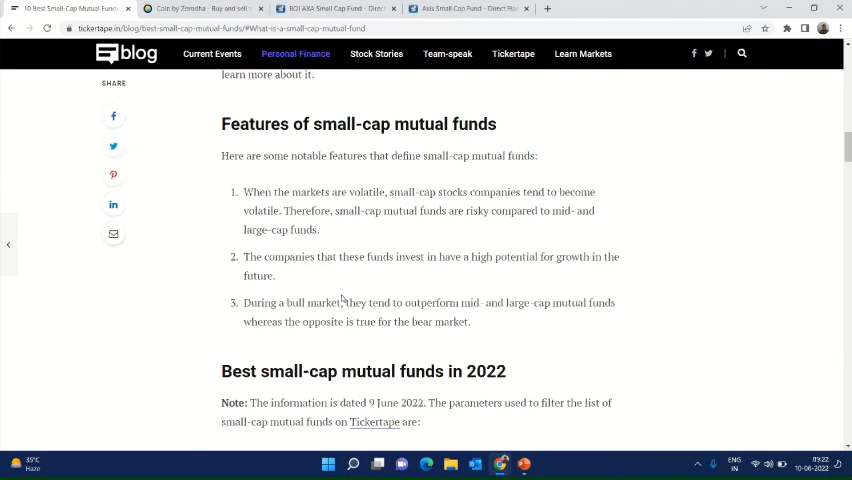 10 Best Small-Cap Mutual Funds
Coin by Zerodha - Buy and sell
BOI AXA Small Cap Fund - Direct
Axis Small Cap Fund - Direct Plan
tickertape.in/blog/best-small-cap-mutual-funds/#What-is-a-small-cap-mutual-fund
blog
Current Events
Personal Finance
Stock Stories
Team-speak
Tickertape
Learn Markets
SHARE
learn more about it.
Features of small-cap mutual funds
Here are some notable features that define small-cap mutual funds:
1. When the markets are volatile, small-cap stocks companies tend to become
volatile. Therefore, small-cap mutual funds are risky compared to mid- and
large-cap funds.
2. The companies that these funds invest in have a high potential for growth in the
future.
3. During a bull market, they tend to outperform mid- and large-cap mutual funds
whereas the opposite is true for the bear market.
Best small-cap mutual funds in 2022
Note: The information is dated 9 June 2022. The parameters used to filter the list of
small-cap mutual funds on Tickertape are:
35°C
Haze
ENG
IN
09:22
10-06-2022